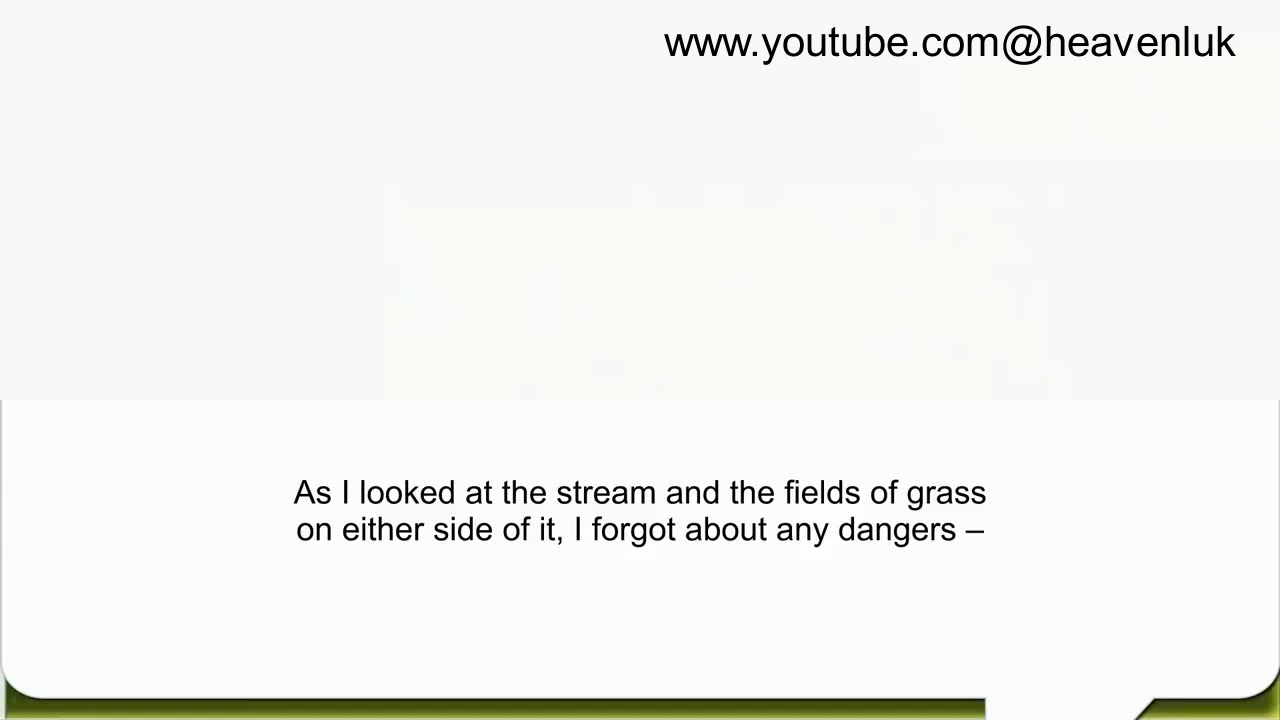 www.youtube.com@heavenluk
As I looked at the stream and the fields of grass
on either side of it, I forgot about any dangers –